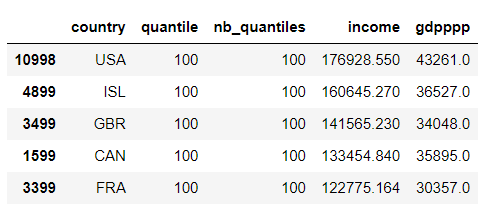 country quantile nb_quantiles income gdpppp
10998 USA 100 100 176928.550 43261.0
4899 ISL 100 100 160645.270 36527.0
3499 GBR 100 100 141565.230 34048.0
1599 CAN 100 100 133454.840 35895.0
3399 FRA 100 100 122775.164 30357.0